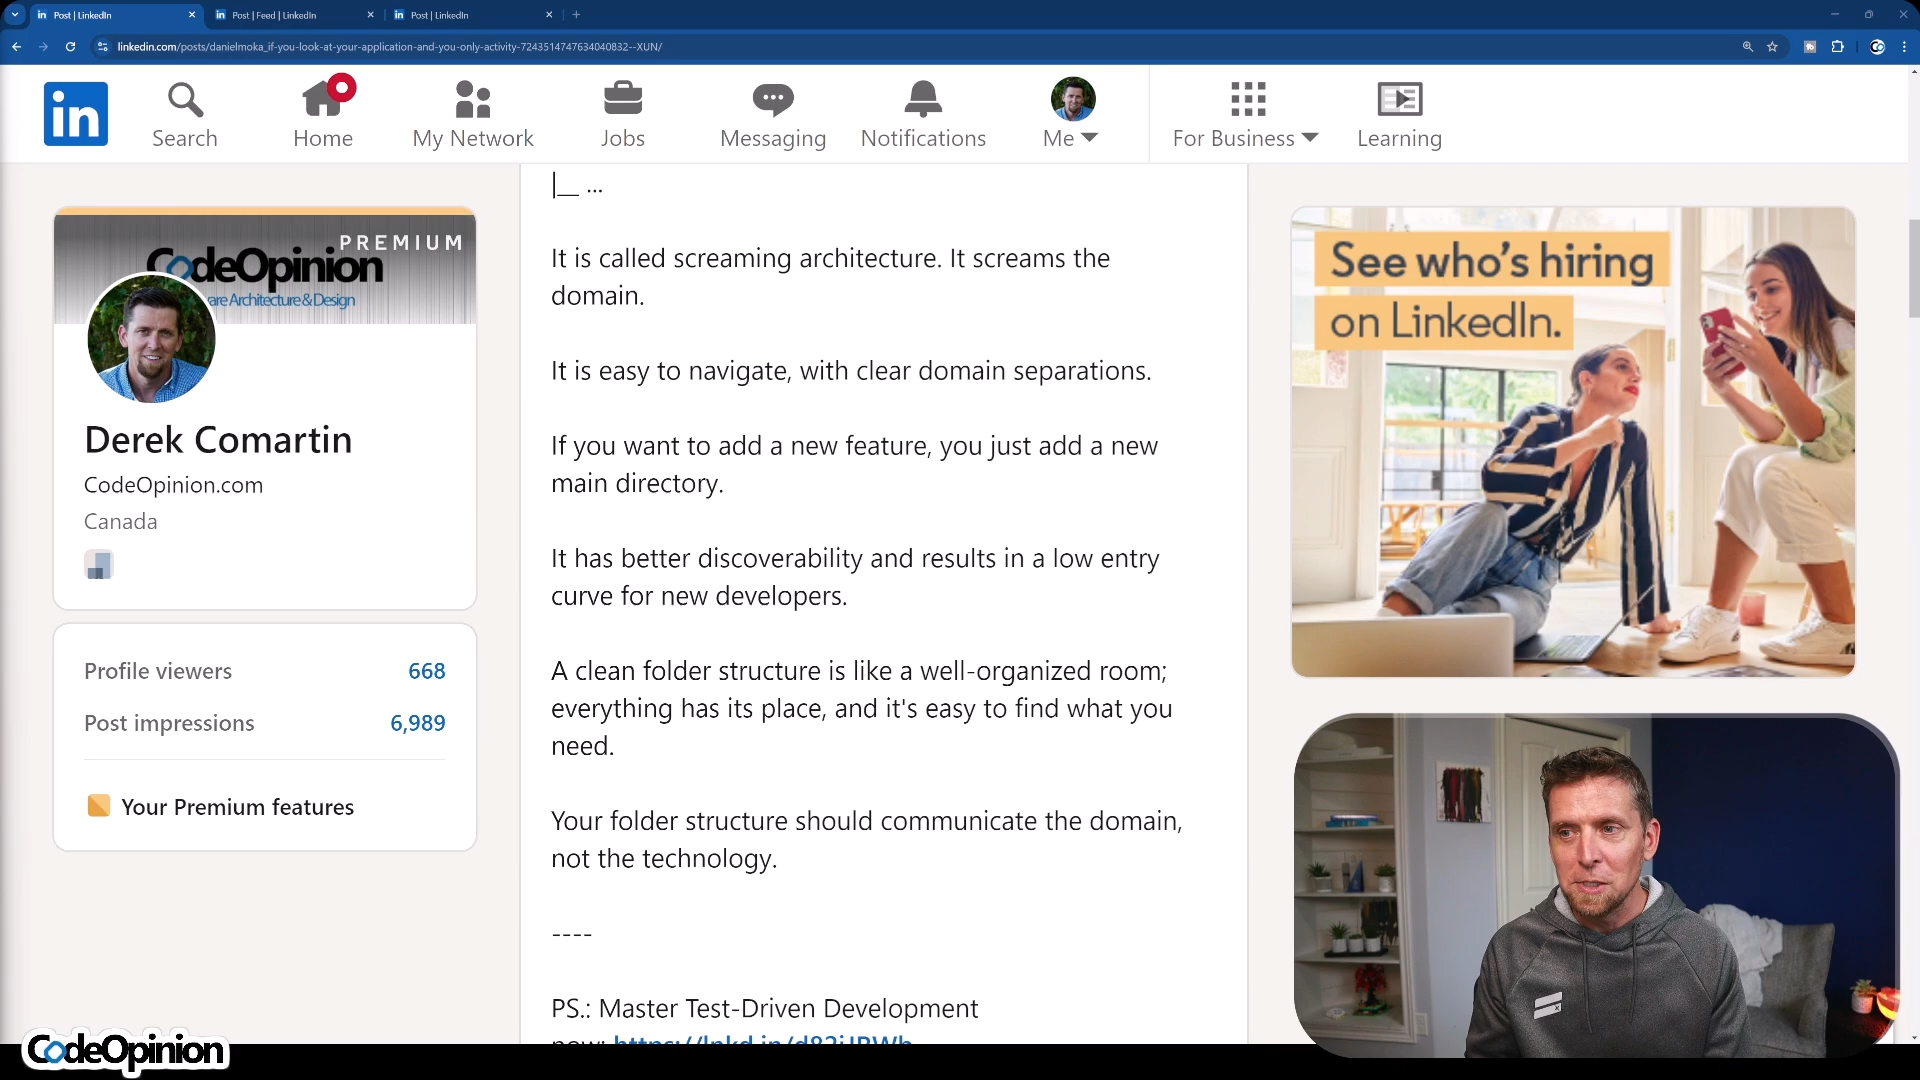 Post | LinkedIn
Post | Feed | LinkedIn
Post | LinkedIn
linkedin.com/posts/danielmoka_if-you-look-at-your-application-and-you-only-activity-7243514747634040832--XUN/
in
Search
Home
My Network
Jobs
Messaging
Notifications
Me
For Business
Learning
|__ ...
PREMIUM
CodeOpinion
are Architecture & Design
Derek Comartin
CodeOpinion.com
Canada
Profile viewers 668
Post impressions 6,989
Your Premium features
It is called screaming architecture. It screams the
domain.
It is easy to navigate, with clear domain separations.
If you want to add a new feature, you just add a new
main directory.
It has better discoverability and results in a low entry
curve for new developers.
A clean folder structure is like a well-organized room;
everything has its place, and it's easy to find what you
need.
Your folder structure should communicate the domain,
not the technology.
----
PS.: Master Test-Driven Development
now:
See who's hiring
on LinkedIn.
CodeOpinion